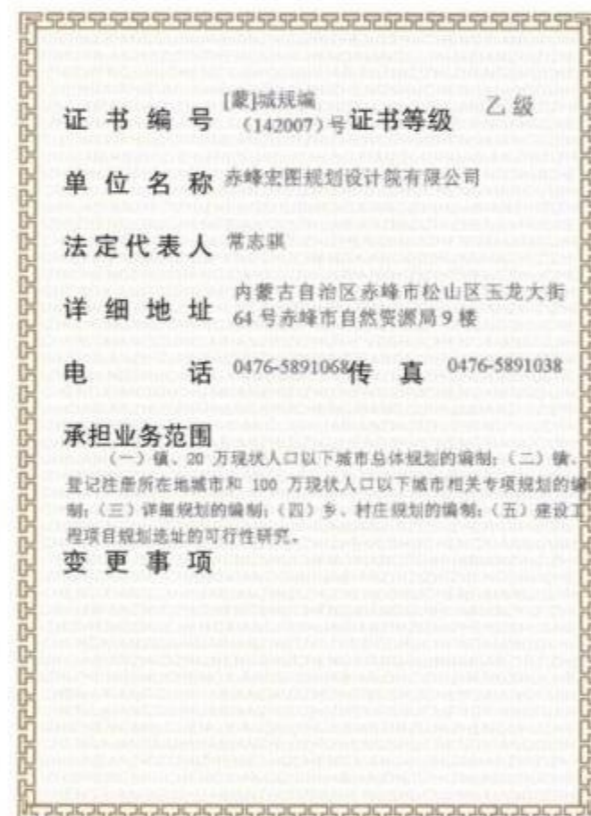 [蒙]城规编
证书编号 (142007)号 证书等级 乙级
单位名称 赤峰宏图规划设计院有限公司
法定代表人 常志骐
详细地址 内蒙古自治区赤峰市松山区玉龙大街
64号赤峰市自然资源局9楼
电话 0476-5891068 传真 0476-5891038
承担业务范围
(一)镇、20 万现状人口以下城市总体规划的编制;(二)镇、
登记注册所在地城市和 100 万现状人口以下城市相关专项规划的编
制;(三)详细规划的编制;(四)乡、村庄规划的编制;(五)建设工
程项目规划选址的可行性研究。
变更事项